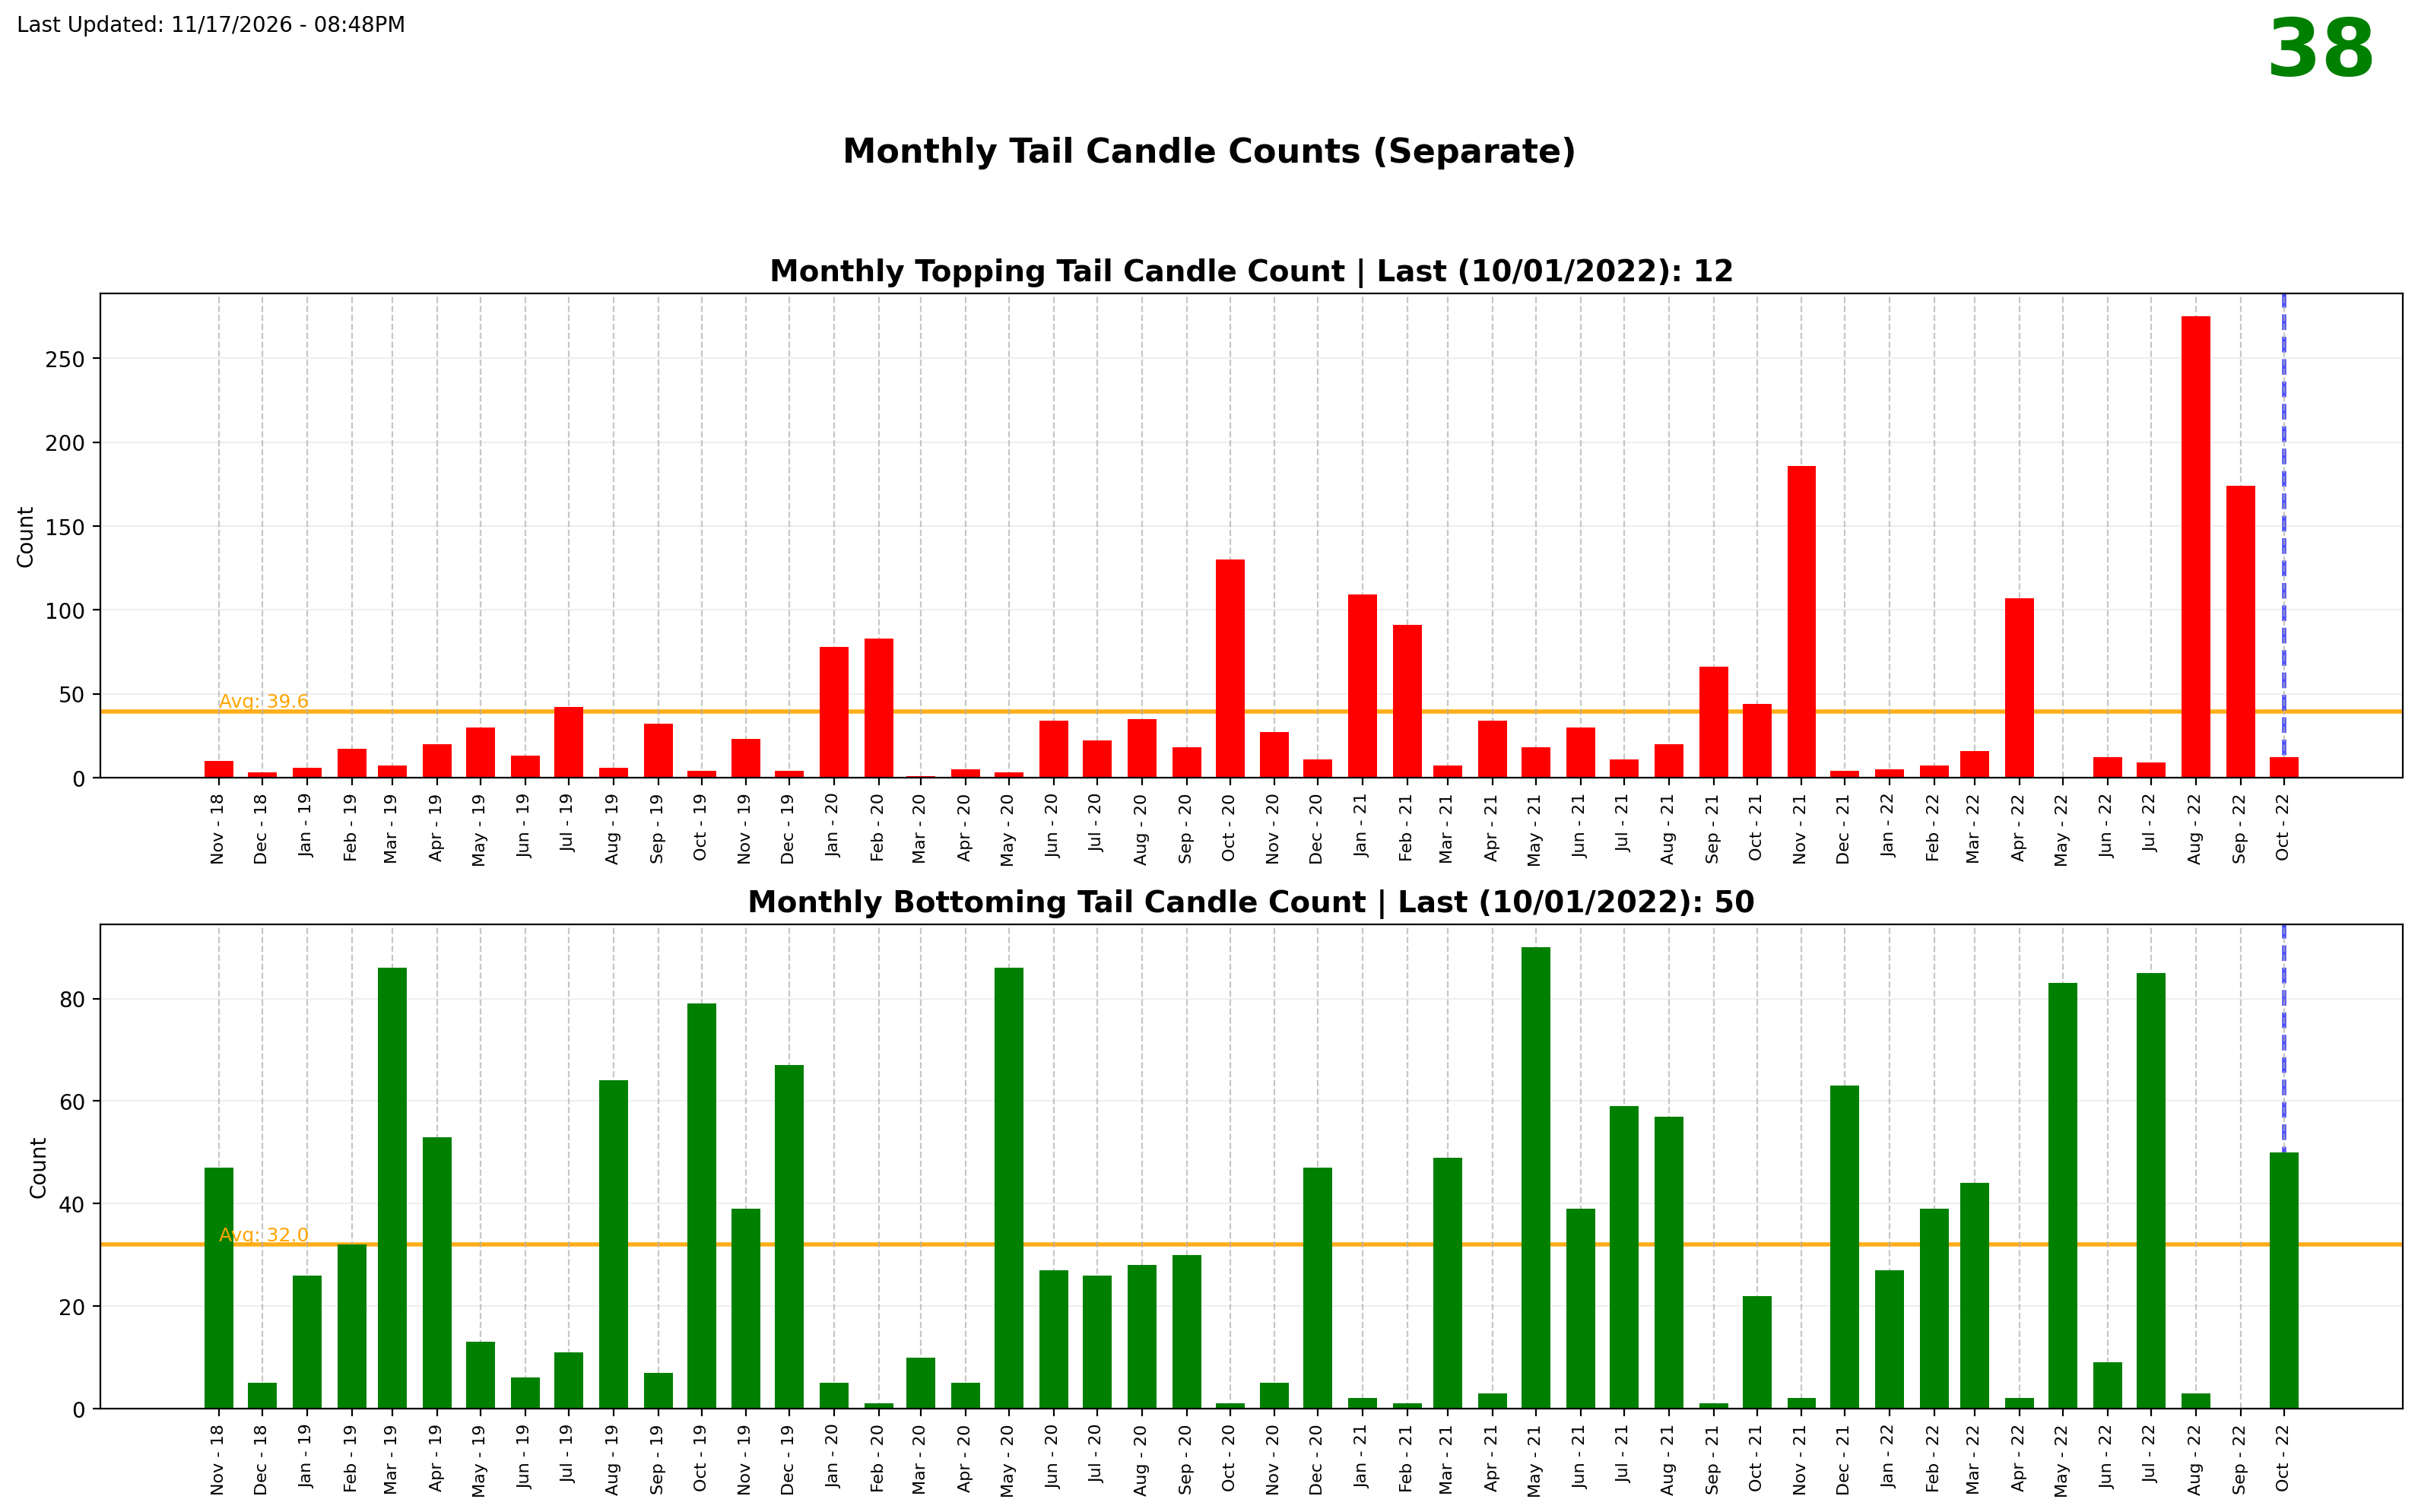 Last Updated: 11/17/2026 - 08:48PM
38
Monthly Tail Candle Counts (Separate)
Monthly Topping Tail Candle Count | Last (10/01/2022): 12
250
200
150
100
50
0
Count
Avg: 39.6
Nov - 18
Dec - 18
Jan - 19
Feb - 19
Mar - 19
Apr - 19
May - 19
Jun - 19
Jul - 19
Aug - 19
Sep - 19
Oct - 19
Nov - 19
Dec - 19
Jan - 20
Feb - 20
Mar - 20
Apr - 20
May - 20
Jun - 20
Jul - 20
Aug - 20
Sep - 20
Oct - 20
Nov - 20
Dec - 20
Jan - 21
Feb - 21
Mar - 21
Apr - 21
May - 21
Jun - 21
Jul - 21
Aug - 21
Sep - 21
Oct - 21
Nov - 21
Dec - 21
Jan - 22
Feb - 22
Mar - 22
Apr - 22
May - 22
Jun - 22
Jul - 22
Aug - 22
Sep - 22
Oct - 22
Monthly Bottoming Tail Candle Count | Last (10/01/2022): 50
80
60
40
20
0
Count
Avg: 32.0
Nov - 18
Dec - 18
Jan - 19
Feb - 19
Mar - 19
Apr - 19
May - 19
Jun - 19
Jul - 19
Aug - 19
Sep - 19
Oct - 19
Nov - 19
Dec - 19
Jan - 20
Feb - 20
Mar - 20
Apr - 20
May - 20
Jun - 20
Jul - 20
Aug - 20
Sep - 20
Oct - 20
Nov - 20
Dec - 20
Jan - 21
Feb - 21
Mar - 21
Apr - 21
May - 21
Jun - 21
Jul - 21
Aug - 21
Sep - 21
Oct - 21
Nov - 21
Dec - 21
Jan - 22
Feb - 22
Mar - 22
Apr - 22
May - 22
Jun - 22
Jul - 22
Aug - 22
Sep - 22
Oct - 22